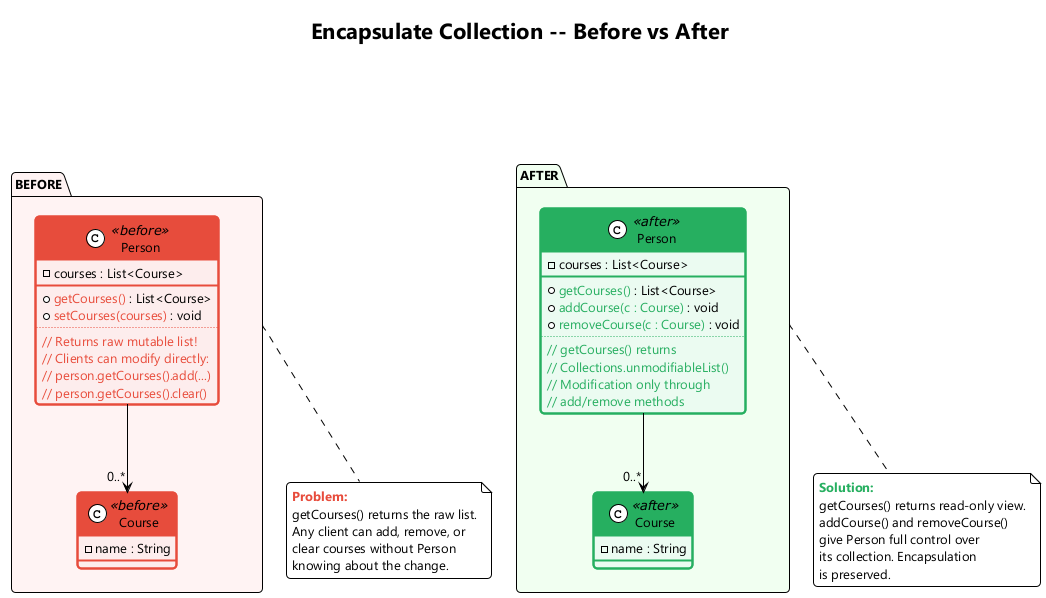 Encapsulate Collection -- Before vs After
BEFORE
C
«before»
Person
courses : List<Course>
getCourses() : List<Course>
setCourses(courses) : void
// Returns raw mutable list!
// Clients can modify directly:
// person.getCourses().add(...)
// person.getCourses().clear()
0..*
C
«before»
Course
name : String
Problem:
getCourses() returns the raw list.
Any client can add, remove, or
clear courses without Person
knowing about the change.
AFTER
C
«after»
Person
courses : List<Course>
getCourses() : List<Course>
addCourse(c : Course) : void
removeCourse(c : Course) : void
// getCourses() returns
// Collections.unmodifiableList()
// Modification only through
// add/remove methods
0..*
C
«after»
Course
name : String
Solution:
getCourses() returns read-only view.
addCourse() and removeCourse()
give Person full control over
its collection. Encapsulation
is preserved.